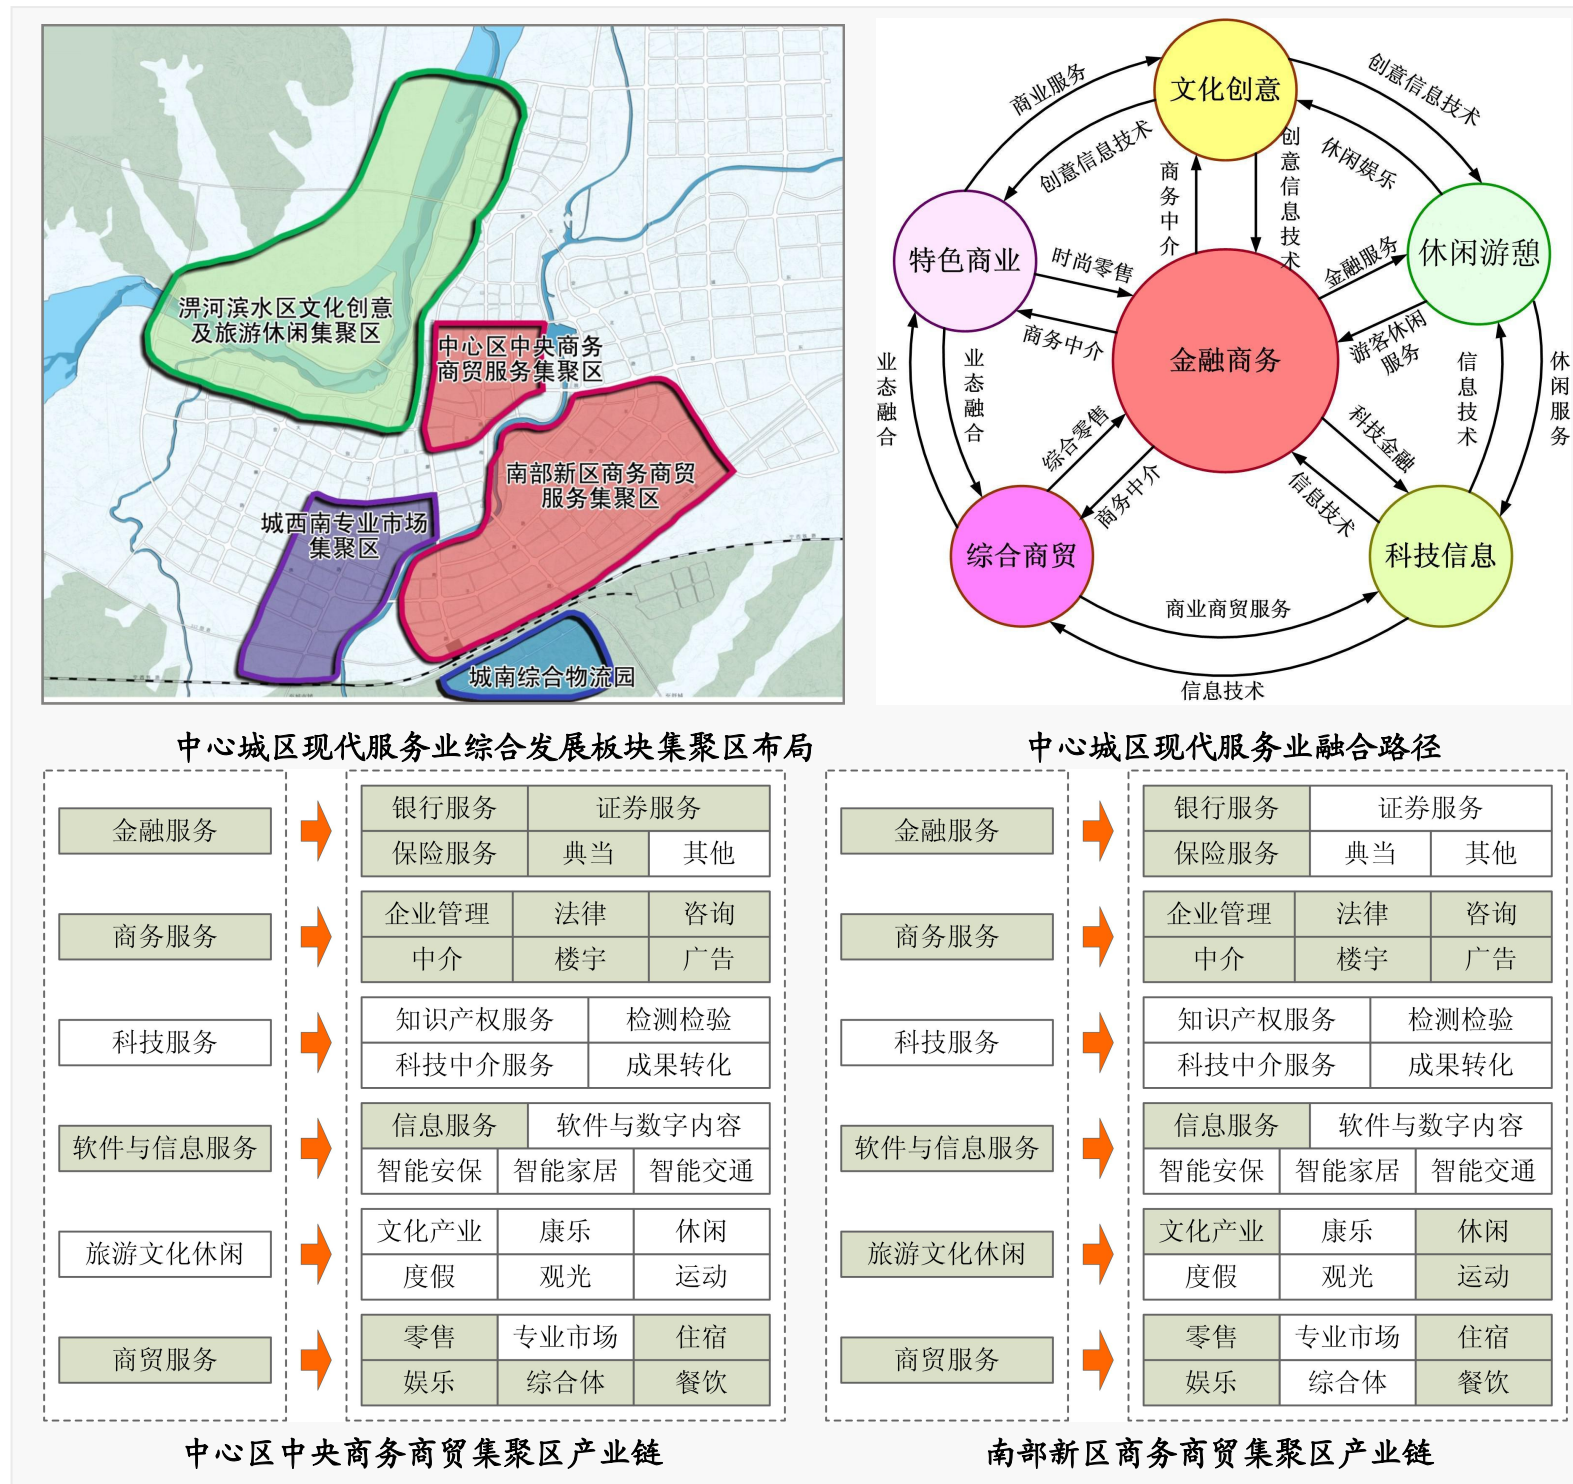 淠河滨水区文化创意
及旅游休闲集聚区
中心区中央商务
商贸服务集聚区
南部新区商务商贸
服务集聚区
城西南专业市场
集聚区
城南综合物流园
中心城区现代服务业综合发展板块集聚区布局
文化创意
商业服务
创意信息技术
创意信息技术
休闲娱乐
商务中介
创意信息技术
特色商业
休闲游憩
时尚零售
金融服务
商务中介
游客休闲
服务
金融商务
业态融合
业态融合
信息技术
休闲服务
综合零售
商务中介
科技金融
信息技术
综合商贸
科技信息
商业商贸服务
信息技术
中心城区现代服务业融合路径
金融服务
银行服务 证券服务
保险服务 典当 其他
商务服务
企业管理 法律 咨询
中介 楼宇 广告
科技服务
知识产权服务 检测检验
科技中介服务 成果转化
软件与信息服务
信息服务 软件与数字内容
智能安保 智能家居 智能交通
旅游文化休闲
文化产业 康乐 休闲
度假 观光 运动
商贸服务
零售 专业市场 住宿
娱乐 综合体 餐饮
中心区中央商务商贸集聚区产业链
金融服务
银行服务 证券服务
保险服务 典当 其他
商务服务
企业管理 法律 咨询
中介 楼宇 广告
科技服务
知识产权服务 检测检验
科技中介服务 成果转化
软件与信息服务
信息服务 软件与数字内容
智能安保 智能家居 智能交通
旅游文化休闲
文化产业 康乐 休闲
度假 观光 运动
商贸服务
零售 专业市场 住宿
娱乐 综合体 餐饮
南部新区商务商贸集聚区产业链